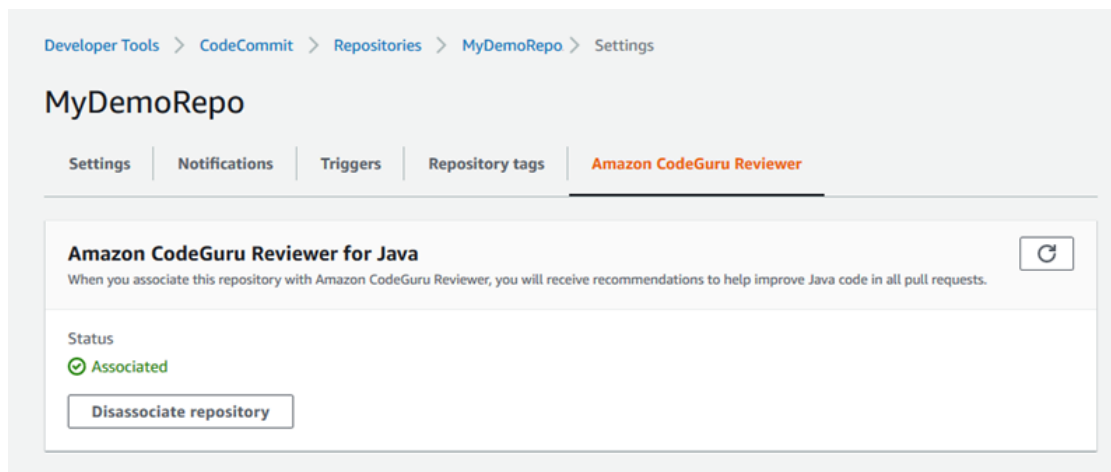 Developer Tools > CodeCommit > Repositories > MyDemoRepo > Settings
MyDemoRepo
Settings Notifications Triggers Repository tags Amazon CodeGuru Reviewer
Amazon CodeGuru Reviewer for Java
When you associate this repository with Amazon CodeGuru Reviewer, you will receive recommendations to help improve Java code in all pull requests.
Status
Associated
Disassociate repository